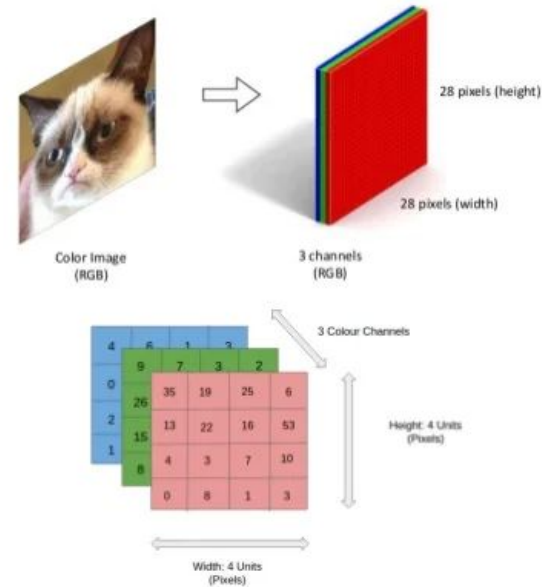 28 pixels (height)
28 pixels (width)
Color Image
(RGB)
3 channels
(RGB)
3 Colour Channels
4 6 1 3
9 7 3 2
0
35 19 25 6
26
13 22 16 53
Height: 4 Units
(Pixels)
2
15
4 3 7 10
1
8
0 8 1 3
Width: 4 Units
(Pixels)